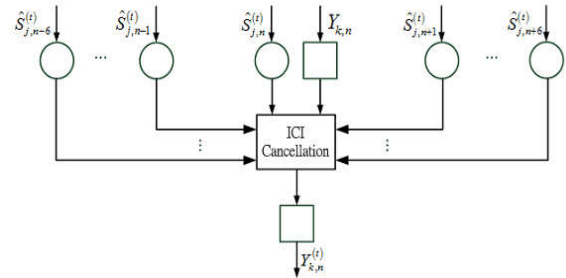 Ŝ_{j,n-6}^{(t)} ... Ŝ_{j,n-1}^{(t)} Ŝ_{j,n}^{(t)} Y_{k,n} Ŝ_{j,n+1}^{(t)} ... Ŝ_{j,n+6}^{(t)}
ICI
Cancellation
Y_{k,n}^{(t)}